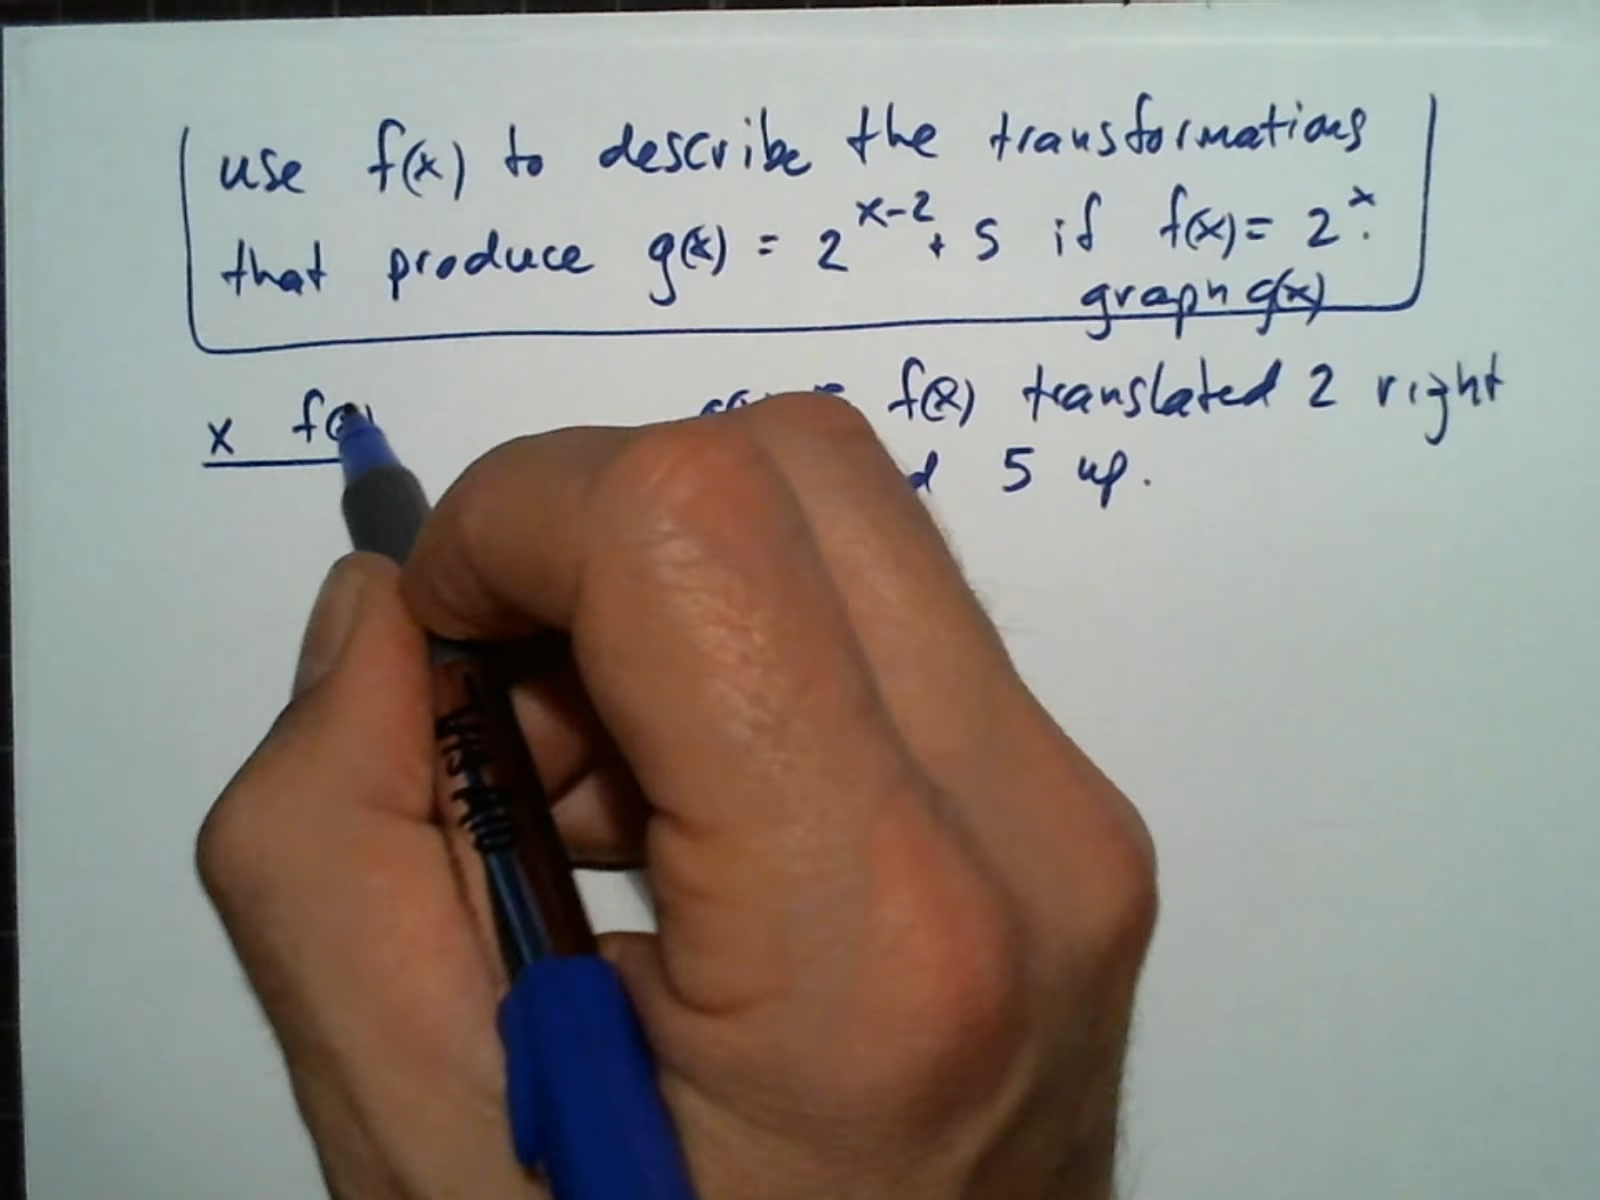 use f(x) to describe the transformations
that produce g(x) = 2^x-2 + 5 if f(x) = 2^x.
graph g(x)
x f(x)
f(x) translated 2 right
5 up.